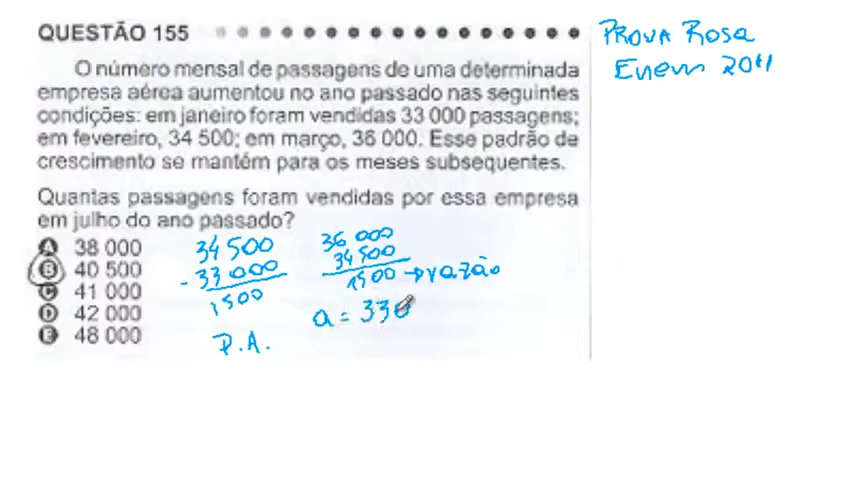 QUESTÃO 155
PROVA ROSA
ENEM 2011
O número mensal de passagens de uma determinada
empresa aérea aumentou no ano passado nas seguintes
condições: em janeiro foram vendidas 33 000 passagens;
em fevereiro, 34 500; em março, 36 000. Esse padrão de
crescimento se mantém para os meses subsequentes.
Quantas passagens foram vendidas por essa empresa
em julho do ano passado?
A 38 000
B 40 500
C 41 000
D 42 000
E 48 000
34 500
- 33 000
1500
P.A.
36 000
34 500
1500 → razão
a = 330